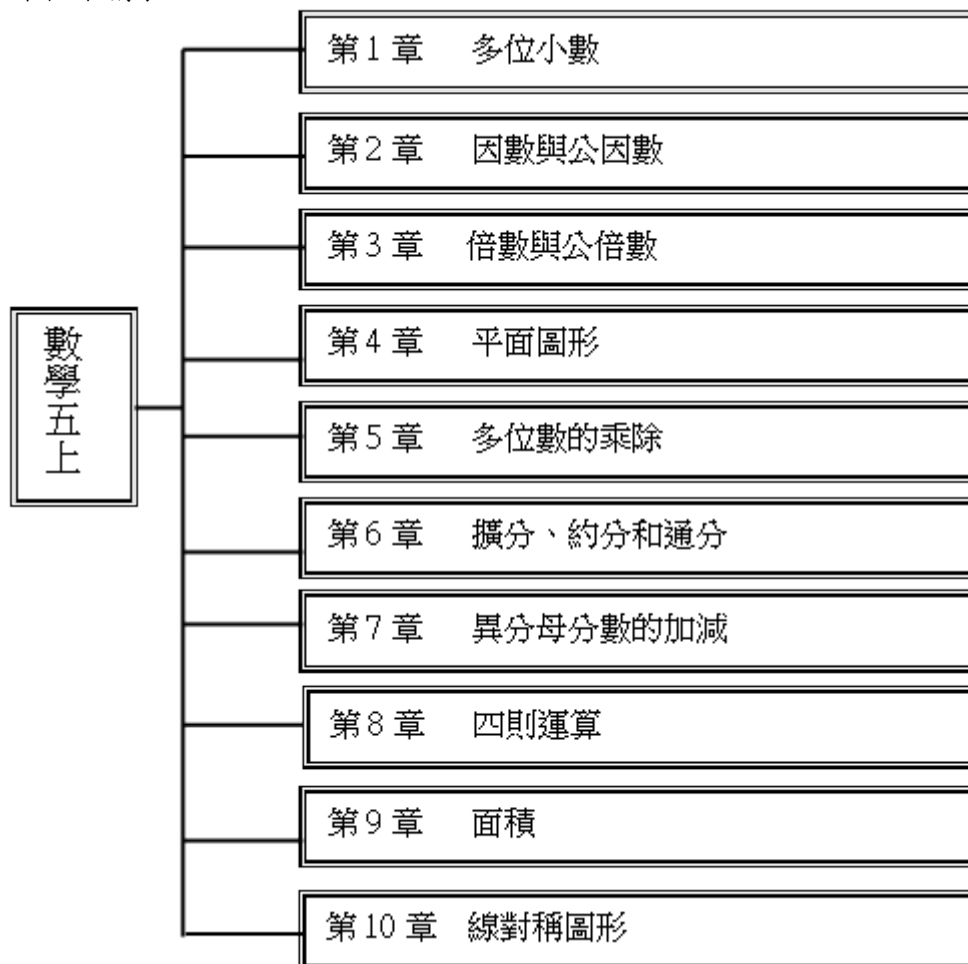 第1章 多位小數
第2章 因數與公因數
第3章 倍數與公倍數
第4章 平面圖形
第5章 多位數的乘除
第6章 擴分、約分和通分
第7章 異分母分數的加減
第8章 四則運算
第9章 面積
第10章 線對稱圖形
數學五上